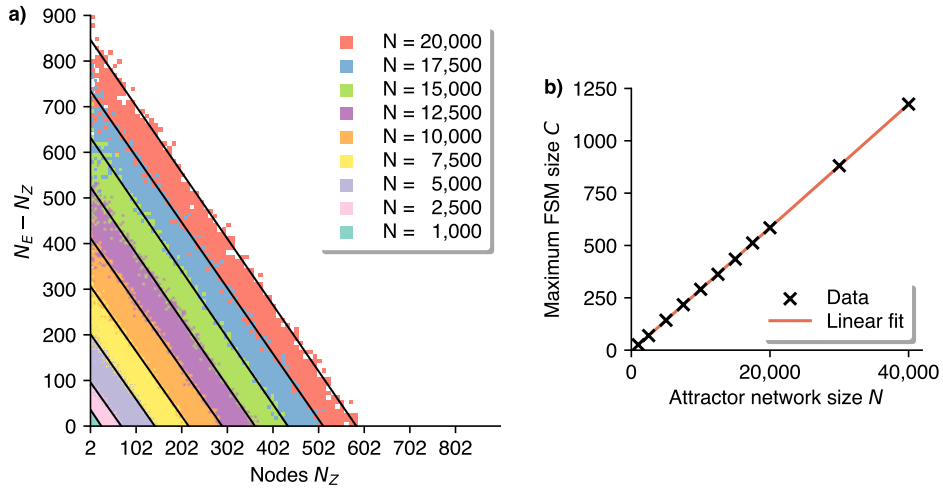 a)
900
800
700
600
500
400
300
200
100
0
N_E − N_Z
2 102 202 302 402 502 602 702 802
Nodes N_Z
N = 20,000
N = 17,500
N = 15,000
N = 12,500
N = 10,000
N = 7,500
N = 5,000
N = 2,500
N = 1,000
b)
1250
1000
750
500
250
0
Maximum FSM size C
0 20,000 40,000
Attractor network size N
Data
Linear fit